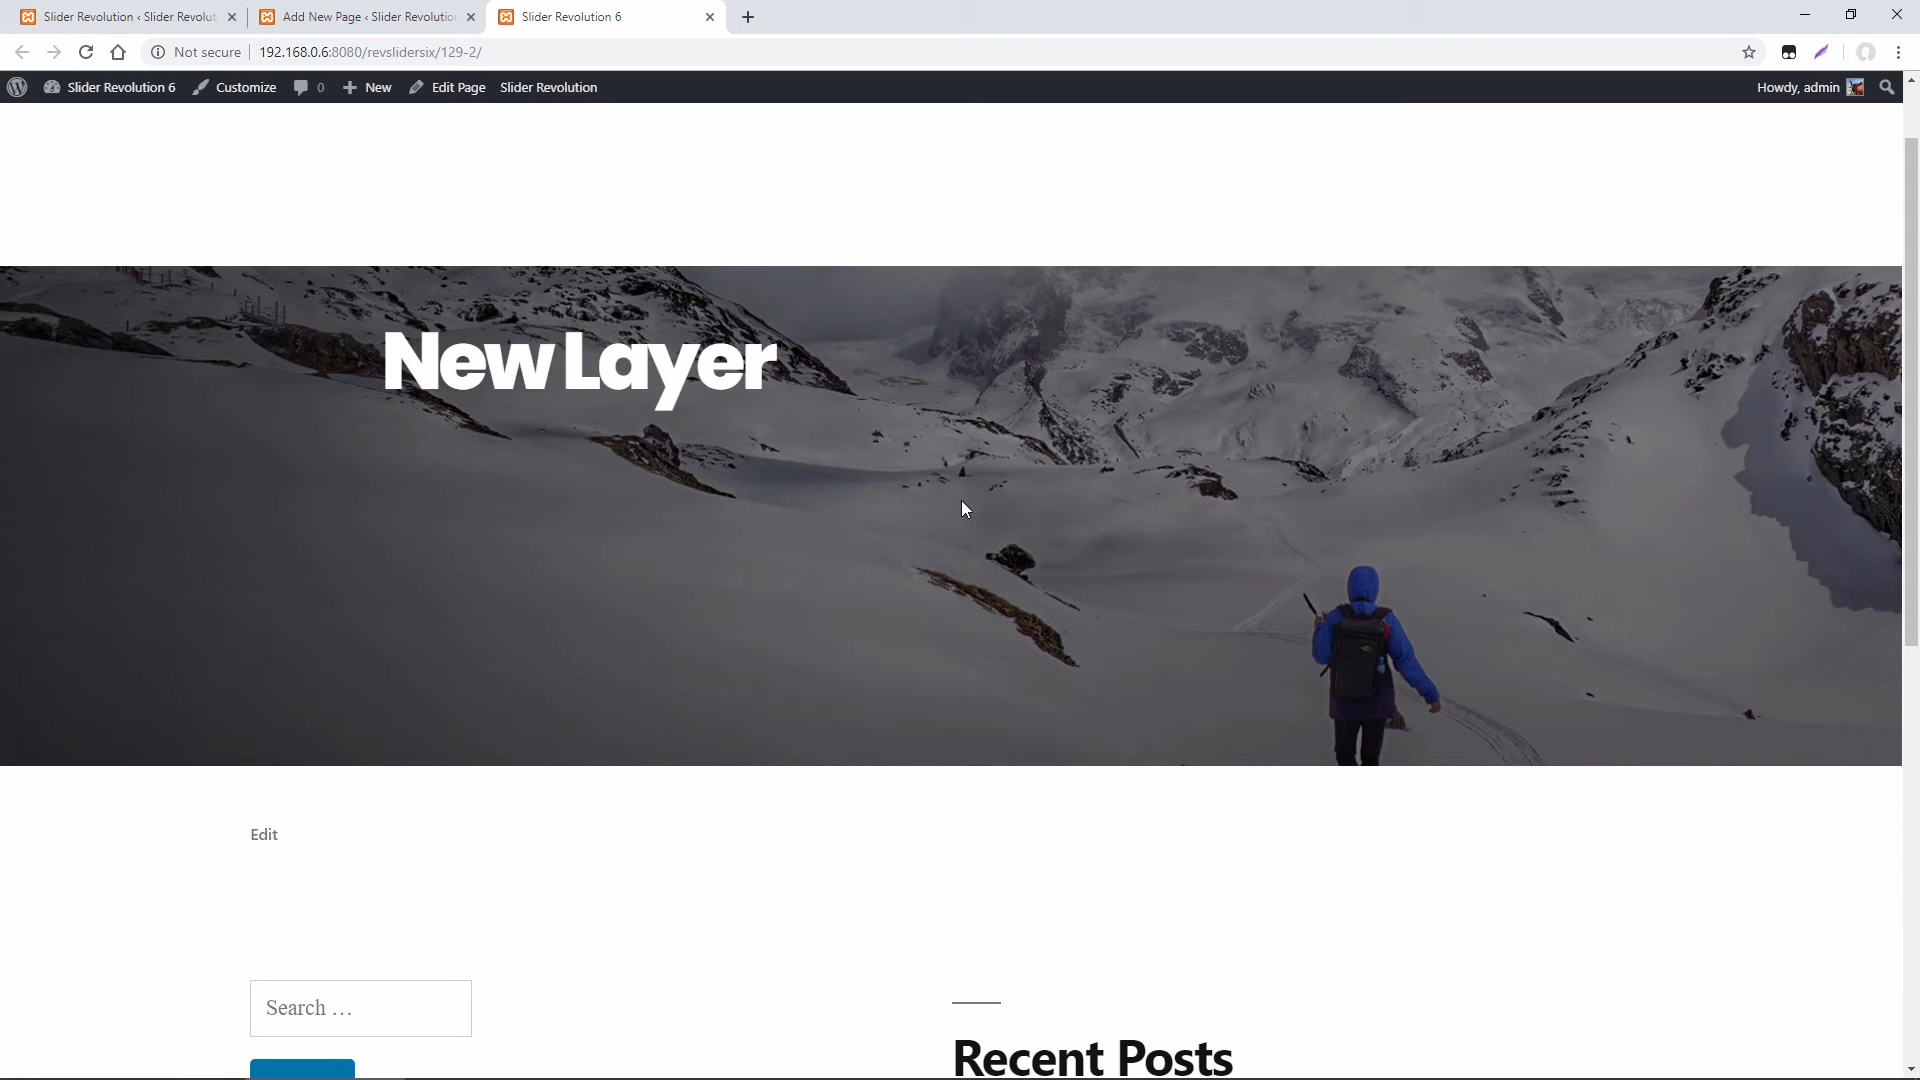 Slider Revolution ‹ Slider Revoluti
Add New Page ‹ Slider Revolution
Slider Revolution 6
Not secure
192.168.0.6:8080/revslidersix/129-2/
Slider Revolution 6
Customize
0
New
Edit Page
Slider Revolution
Howdy, admin
New Layer
Edit
Search …
Recent Posts